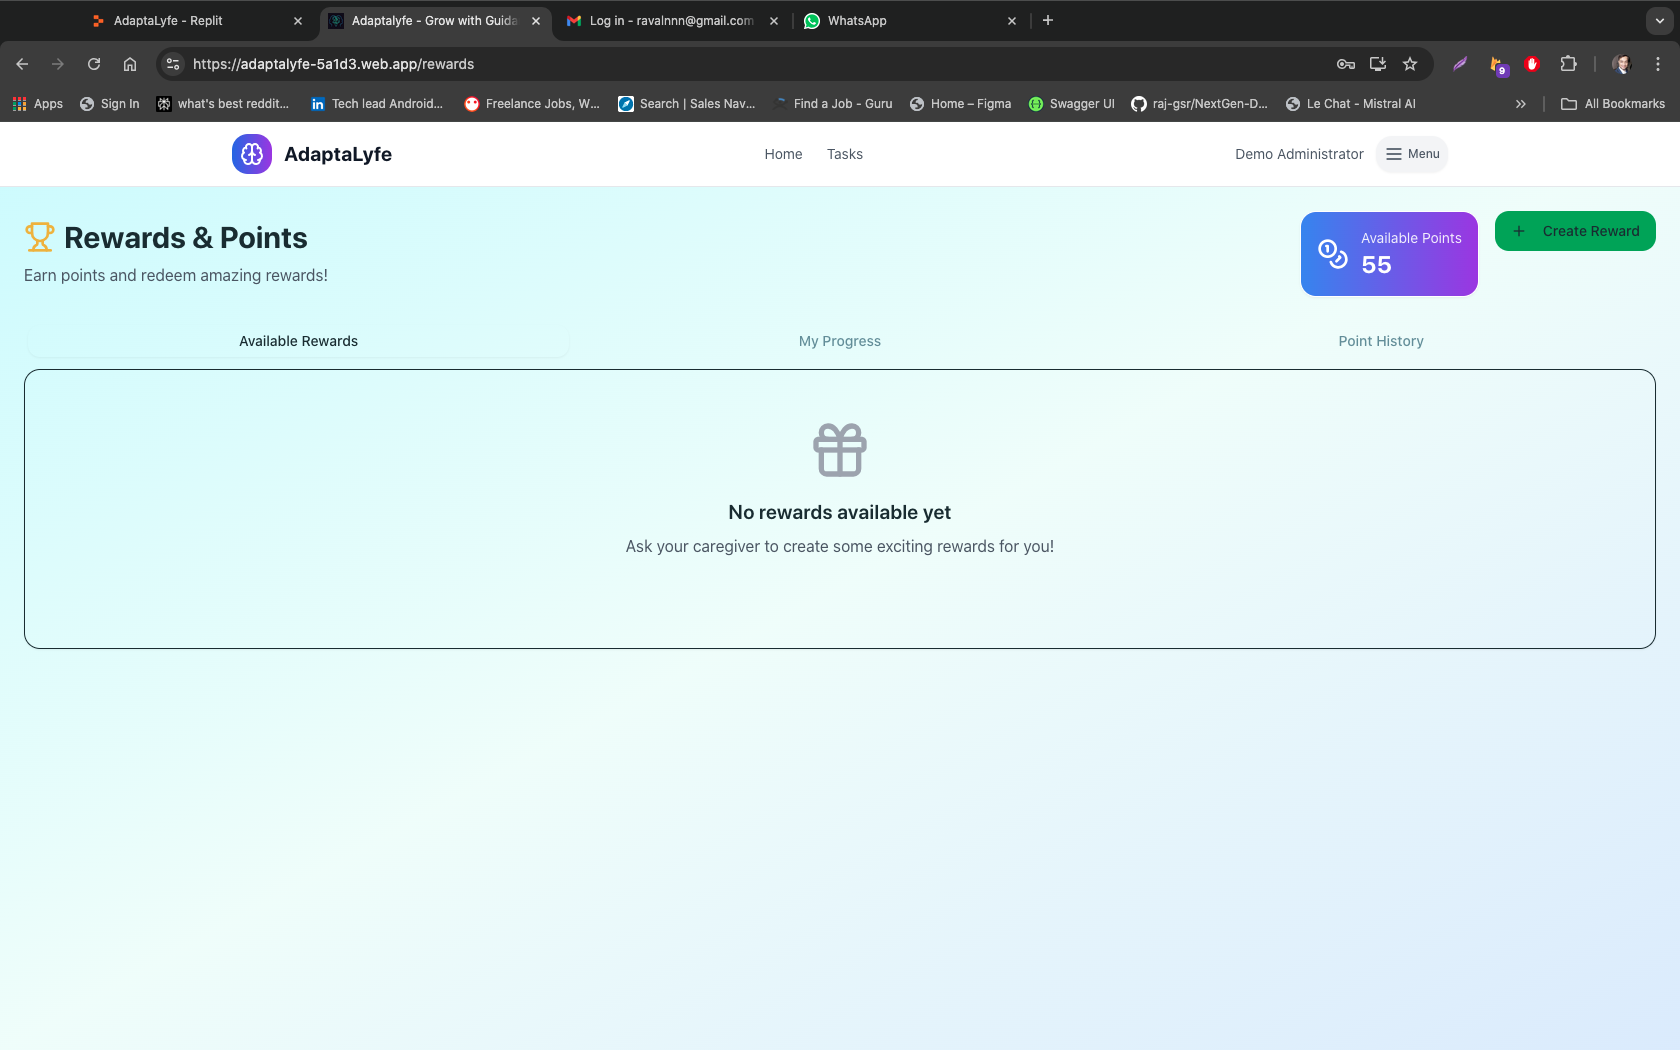 AdaptaLyfe - Replit
Adaptalyfe - Grow with Guida
Log in - ravalnnn@gmail.com
WhatsApp
https://adaptalyfe-5a1d3.web.app/rewards
9
Apps
Sign In
what's best reddit...
Tech lead Android...
Freelance Jobs, W...
Search | Sales Nav...
Find a Job - Guru
Home – Figma
Swagger UI
raj-gsr/NextGen-D...
Le Chat - Mistral AI
All Bookmarks
AdaptaLyfe
Home
Tasks
Demo Administrator
Menu
Rewards & Points
Earn points and redeem amazing rewards!
Available Points
55
Create Reward
Available Rewards
My Progress
Point History
No rewards available yet
Ask your caregiver to create some exciting rewards for you!